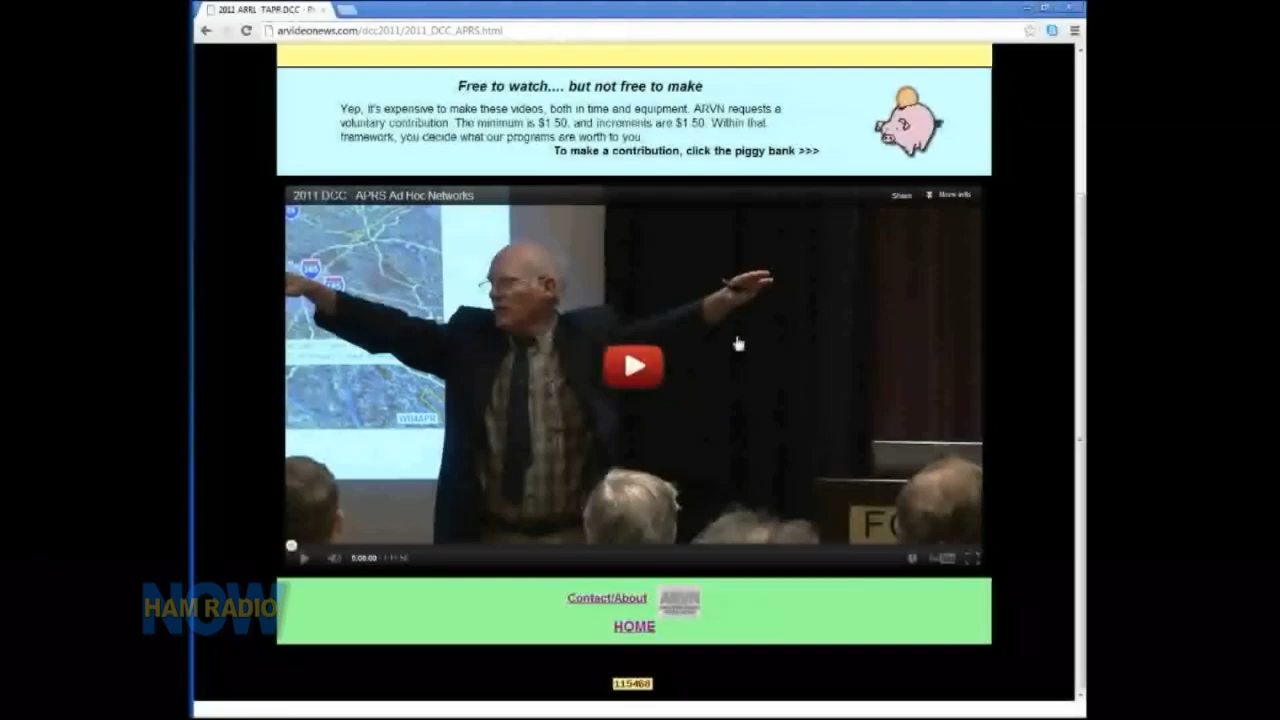 2011 ARRL TAPR DCC
arvideonews.com/dcc2011/2011_DCC_APRS.html
Free to watch.... but not free to make
Yep, it's expensive to make these videos, both in time and equipment. ARVN requests a
voluntary contribution. The minimum is $1.50, and increments are $1.50. Within that
framework, you decide what our programs are worth to you.
To make a contribution, click the piggy bank >>>
2011 DCC APRS Ad Hoc Networks
Share
More info
WB4APR
Contact/About
ARVN
HOME
HAM RADIO
NOW
115468